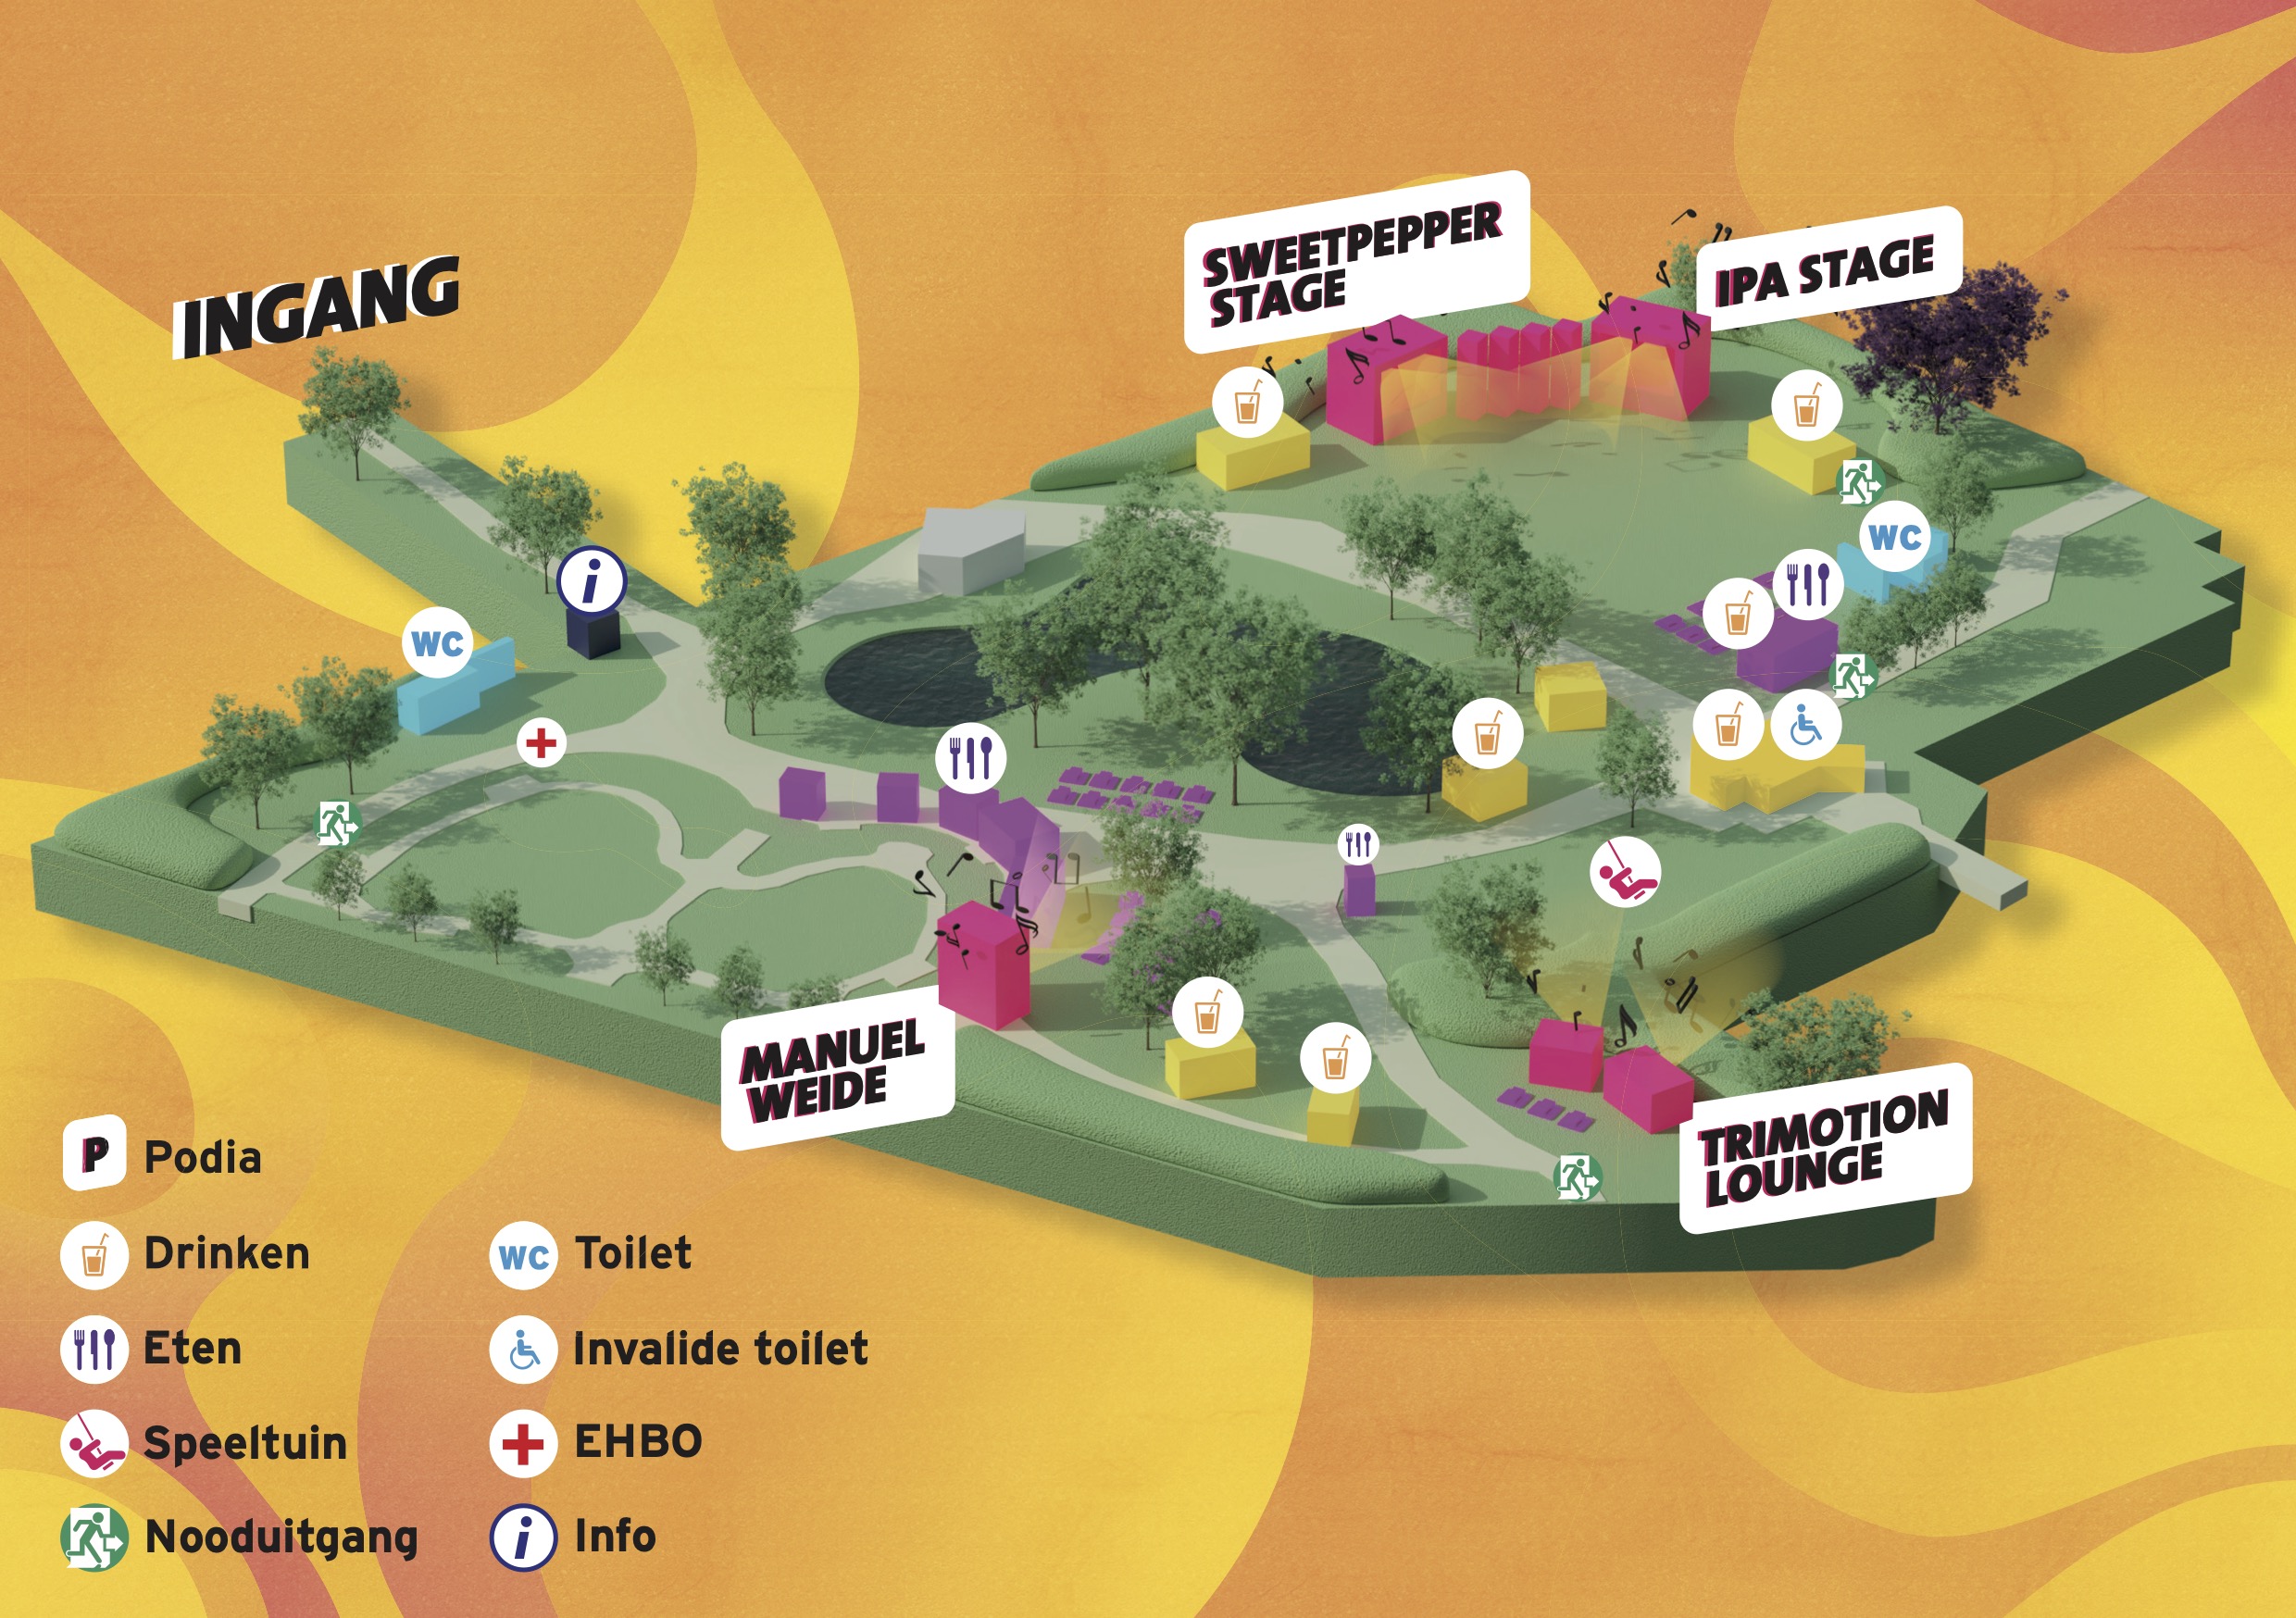 SWEETPEPPER
STAGE
IPA STAGE
INGANG
i
WC
WC
MANUEL
WEIDE
TRIMOTION
LOUNGE
P Podia
Drinken
Eten
Speeltuin
Nooduitgang
WC Toilet
Invalide toilet
EHBO
i Info